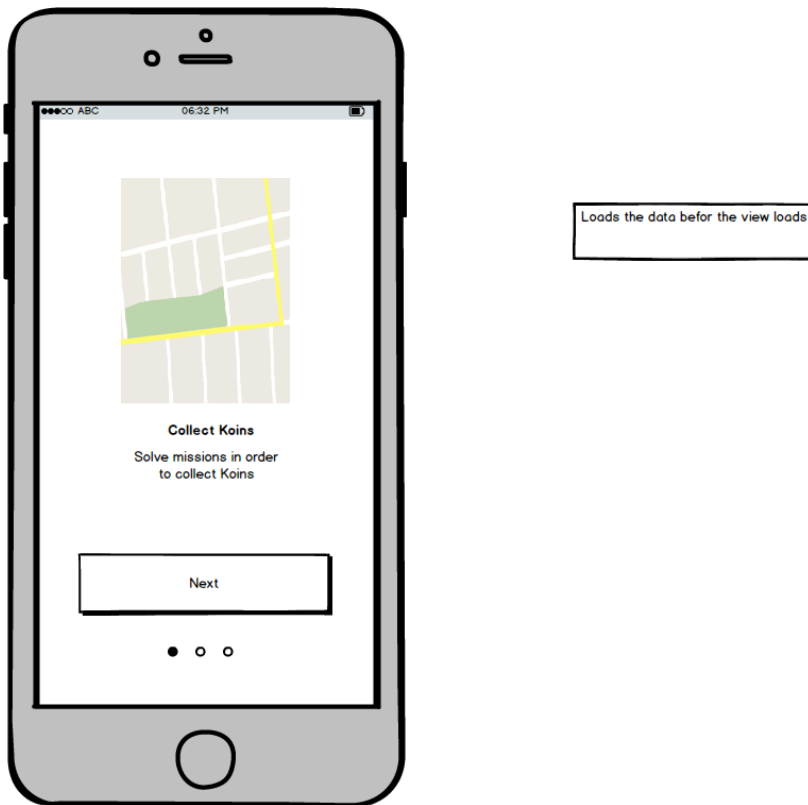 ABC
06:32 PM
Loads the data befor the view loads
Collect Koins
Solve missions in order
to collect Koins
Next